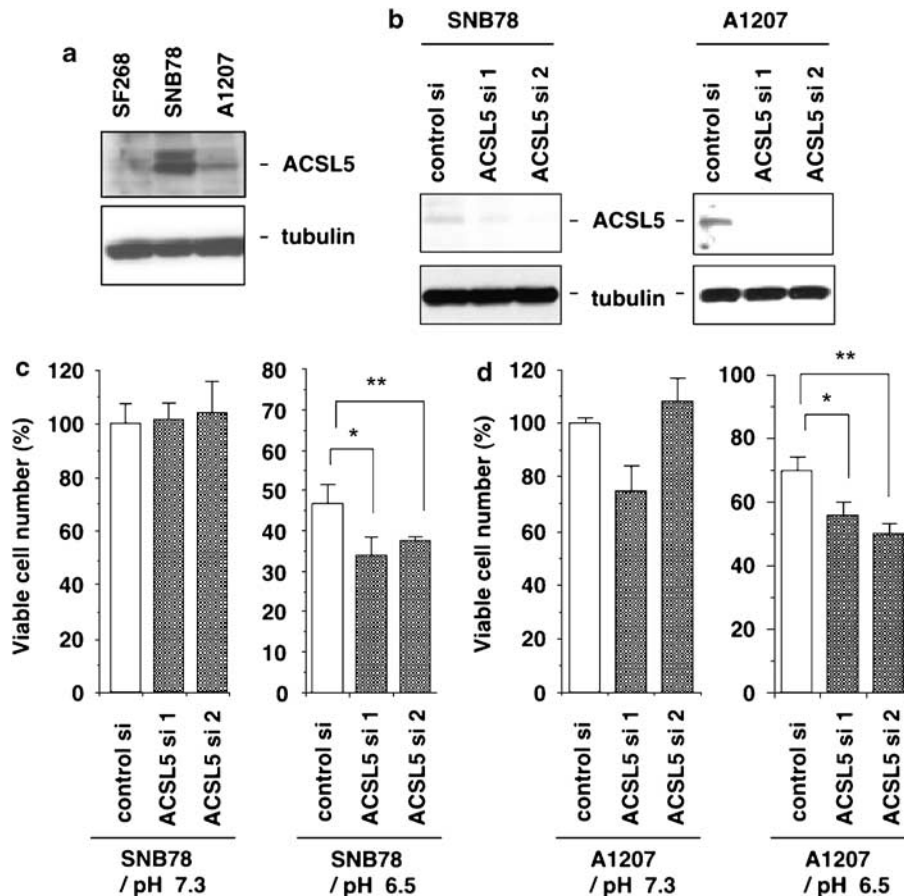 a
SF268
SNB78
A1207
- ACSL5
- tubulin
b
SNB78
A1207
control si
ACSL5 si 1
ACSL5 si 2
control si
ACSL5 si 1
ACSL5 si 2
- ACSL5 -
- tubulin -
c
Viable cell number (%)
120
100
80
60
40
20
0
control si
ACSL5 si 1
ACSL5 si 2
SNB78
/ pH 7.3
80
70
60
50
40
30
20
10
0
*
**
control si
ACSL5 si 1
ACSL5 si 2
SNB78
/ pH 6.5
d
Viable cell number (%)
120
100
80
60
40
20
0
control si
ACSL5 si 1
ACSL5 si 2
A1207
/ pH 7.3
100
80
60
40
20
0
*
**
control si
ACSL5 si 1
ACSL5 si 2
A1207
/ pH 6.5